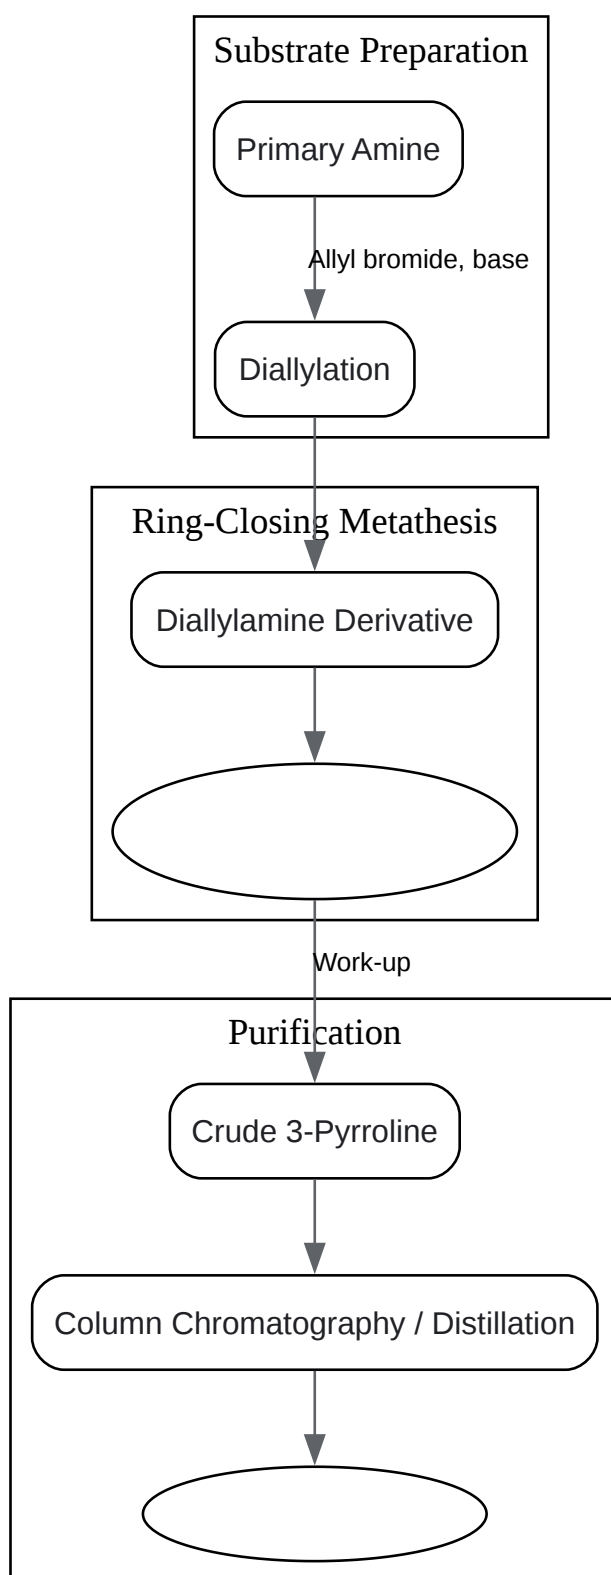 Substrate Preparation
Primary Amine
Allyl bromide, base
Diallylation
Ring-Closing Metathesis
Diallylamine Derivative
Work-up
Purification
Crude 3-Pyrroline
Column Chromatography / Distillation